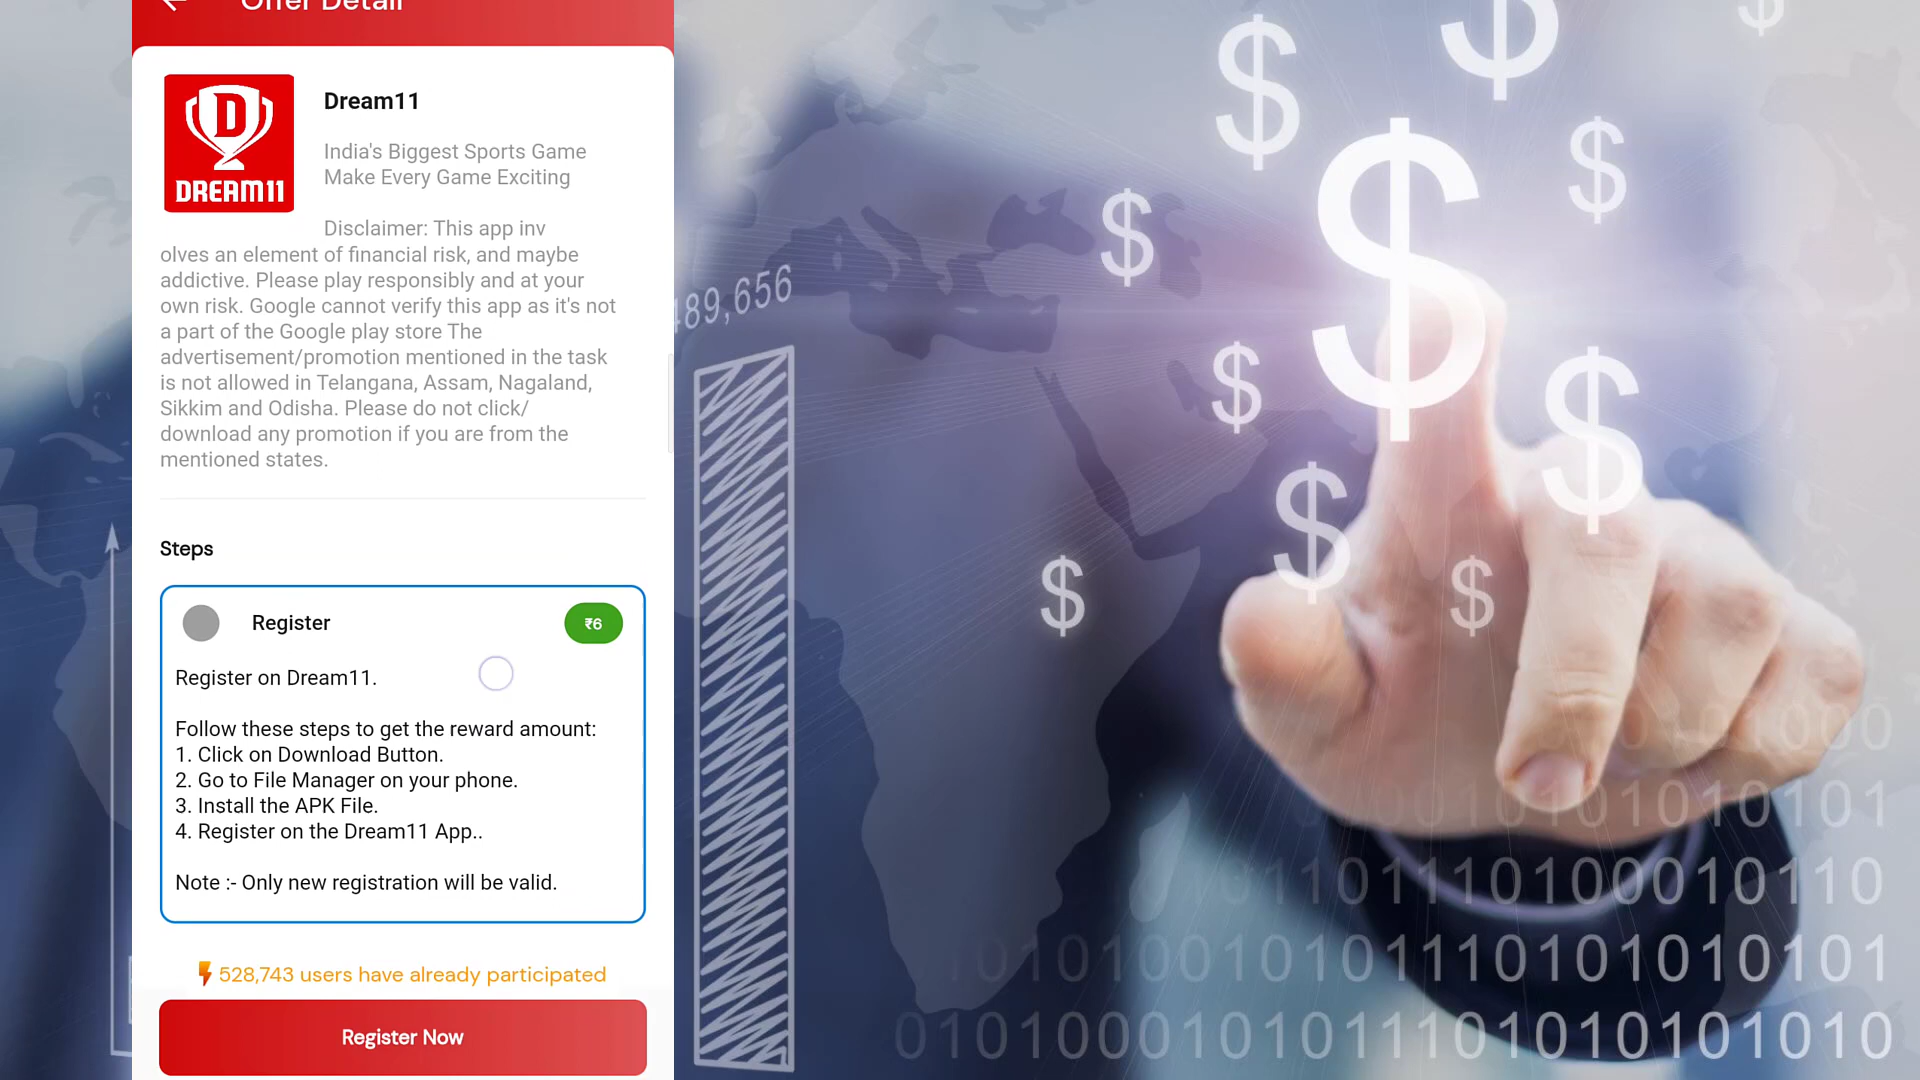 Offer Detail
D
DREAM11
Dream11
India's Biggest Sports Game
Make Every Game Exciting
Disclaimer: This app inv
olves an element of financial risk, and maybe
addictive. Please play responsibly and at your
own risk. Google cannot verify this app as it's not
a part of the Google play store The
advertisement/promotion mentioned in the task
is not allowed in Telangana, Assam, Nagaland,
Sikkim and Odisha. Please do not click/
download any promotion if you are from the
mentioned states.
Steps
Register
₹6
Register on Dream11.
Follow these steps to get the reward amount:
1. Click on Download Button.
2. Go to File Manager on your phone.
3. Install the APK File.
4. Register on the Dream11 App..
Note :- Only new registration will be valid.
528,743 users have already participated
Register Now
489,656
$
$
$
$
$
$
$
$
$
$
$